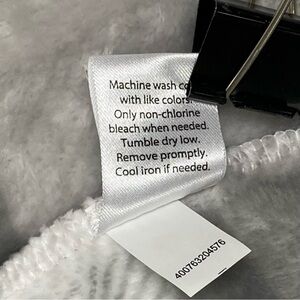 Machine wash
with like colors.
Only non-chlorine
bleach when needed.
Tumble dry low.
Remove promptly.
Cool iron if needed.
400763204576